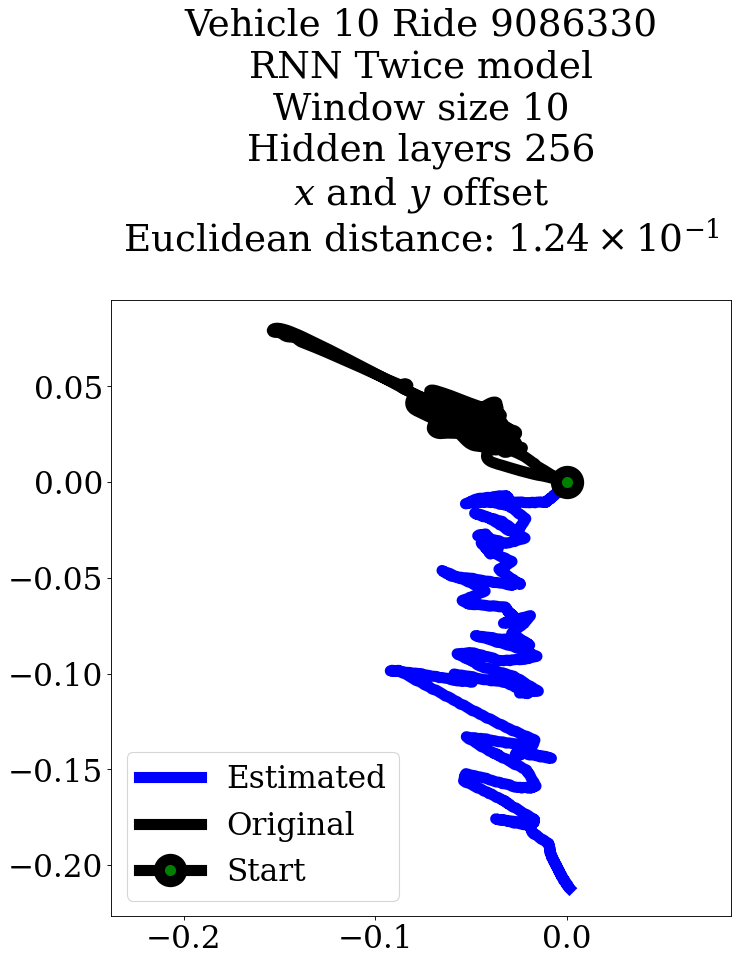 Vehicle 10 Ride 9086330
RNN Twice model
Window size 10
Hidden layers 256
x and y offset
Euclidean distance: 1.24 × 10⁻¹
0.05
0.00
−0.05
−0.10
−0.15
−0.20
Estimated
Original
Start
−0.2
−0.1
0.0